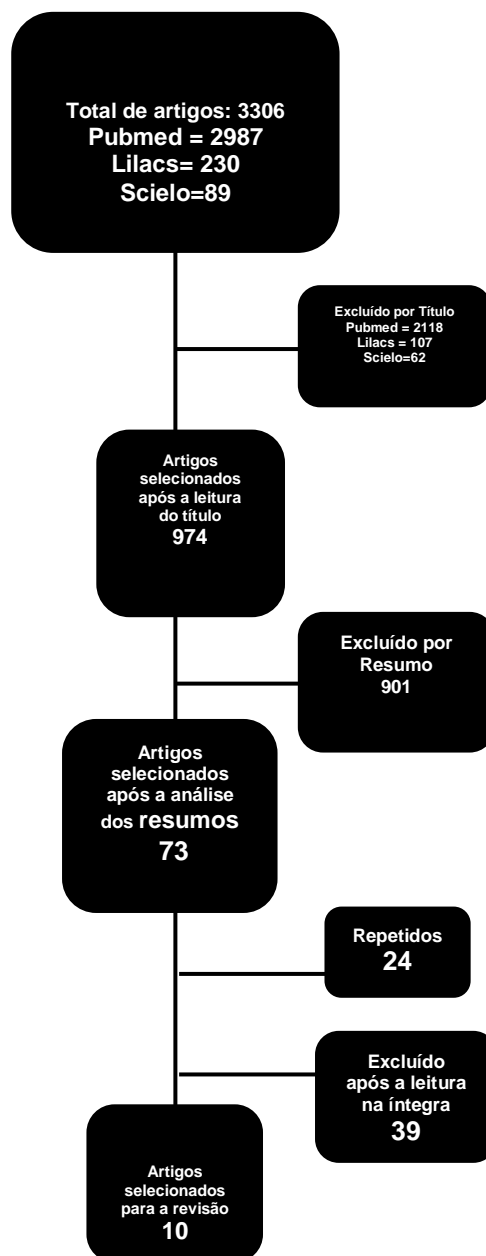 Total de artigos: 3306
Pubmed = 2987
Lilacs= 230
Scielo=89
Excluído por Título
Pubmed = 2118
Lilacs = 107
Scielo=62
Artigos
selecionados
após a leitura
do título
974
Excluído por
Resumo
901
Artigos
selecionados
após a análise
dos resumos
73
Repetidos
24
Excluído
após a leitura
na íntegra
39
Artigos
selecionados
para a revisão
10